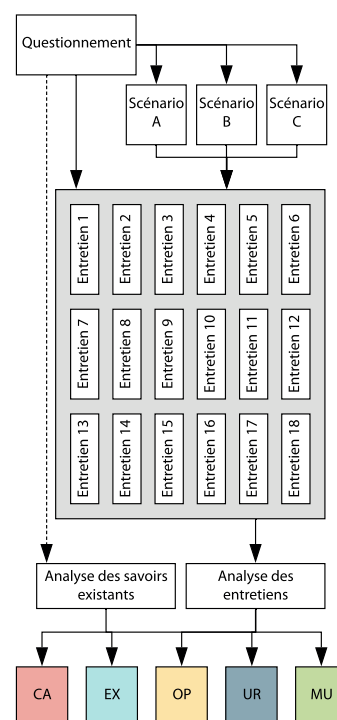 Questionnement
Scénario
A
Scénario
B
Scénario
C
Entretien 1
Entretien 2
Entretien 3
Entretien 4
Entretien 5
Entretien 6
Entretien 7
Entretien 8
Entretien 9
Entretien 10
Entretien 11
Entretien 12
Entretien 13
Entretien 14
Entretien 15
Entretien 16
Entretien 17
Entretien 18
Analyse des savoirs
existants
Analyse des
entretiens
CA
EX
OP
UR
MU